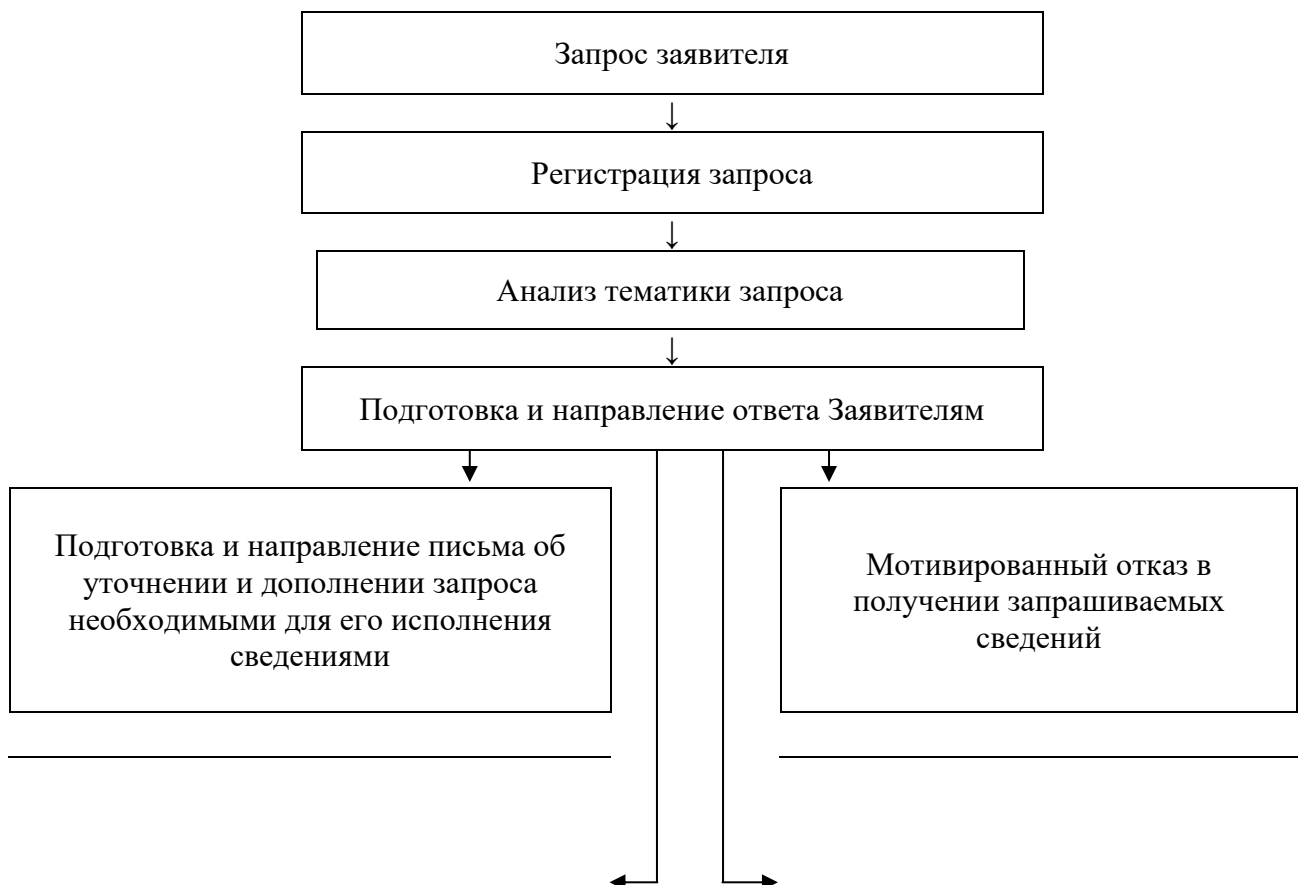 Запрос заявителя
Регистрация запроса
Анализ тематики запроса
Подготовка и направление ответа Заявителям
Подготовка и направление письма об
уточнении и дополнении запроса
необходимыми для его исполнения
сведениями
Мотивированный отказ в
получении запрашиваемых
сведений